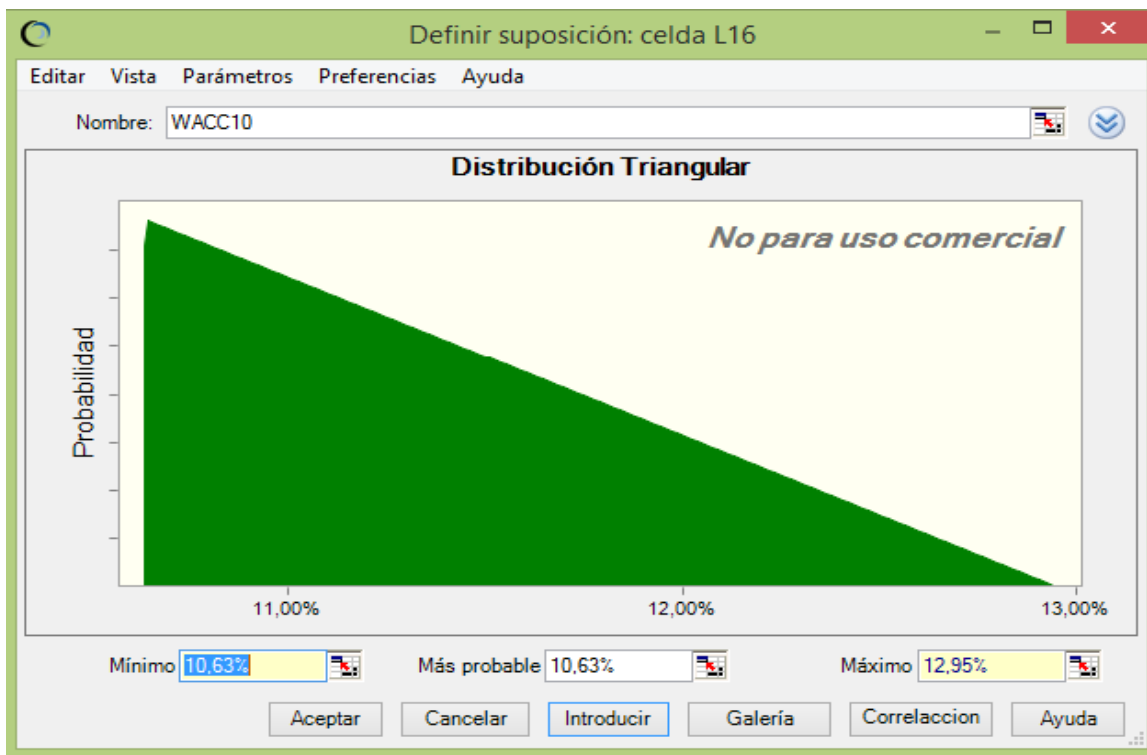 Definir suposición: celda L16
Editar Vista Parámetros Preferencias Ayuda
Nombre: WACC10
Distribución Triangular
No para uso comercial
Probabilidad
11,00% 12,00% 13,00%
Mínimo 10,63% Más probable 10,63% Máximo 12,95%
Aceptar Cancelar Introducir Galería Correlaccion Ayuda